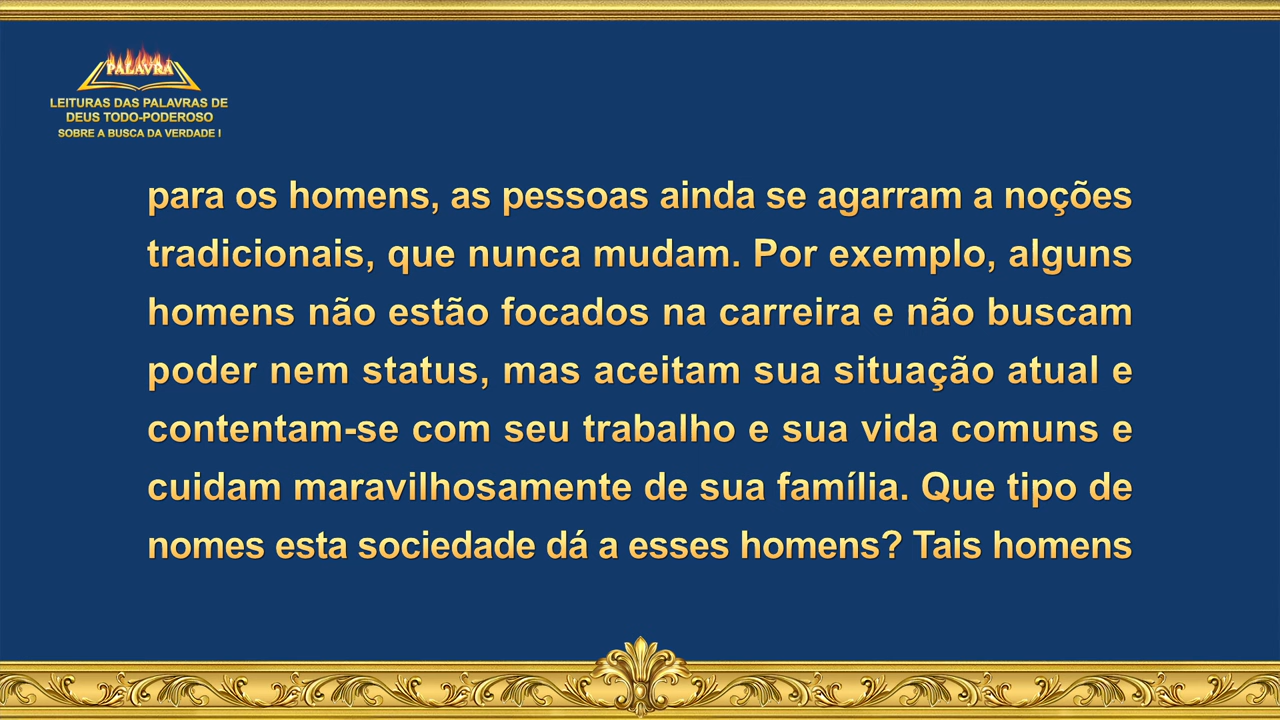 PALAVRA
LEITURAS DAS PALAVRAS DE
DEUS TODO-PODEROSO
SOBRE A BUSCA DA VERDADE I
para os homens, as pessoas ainda se agarram a noções
tradicionais, que nunca mudam. Por exemplo, alguns
homens não estão focados na carreira e não buscam
poder nem status, mas aceitam sua situação atual e
contentam-se com seu trabalho e sua vida comuns e
cuidam maravilhosamente de sua família. Que tipo de
nomes esta sociedade dá a esses homens? Tais homens